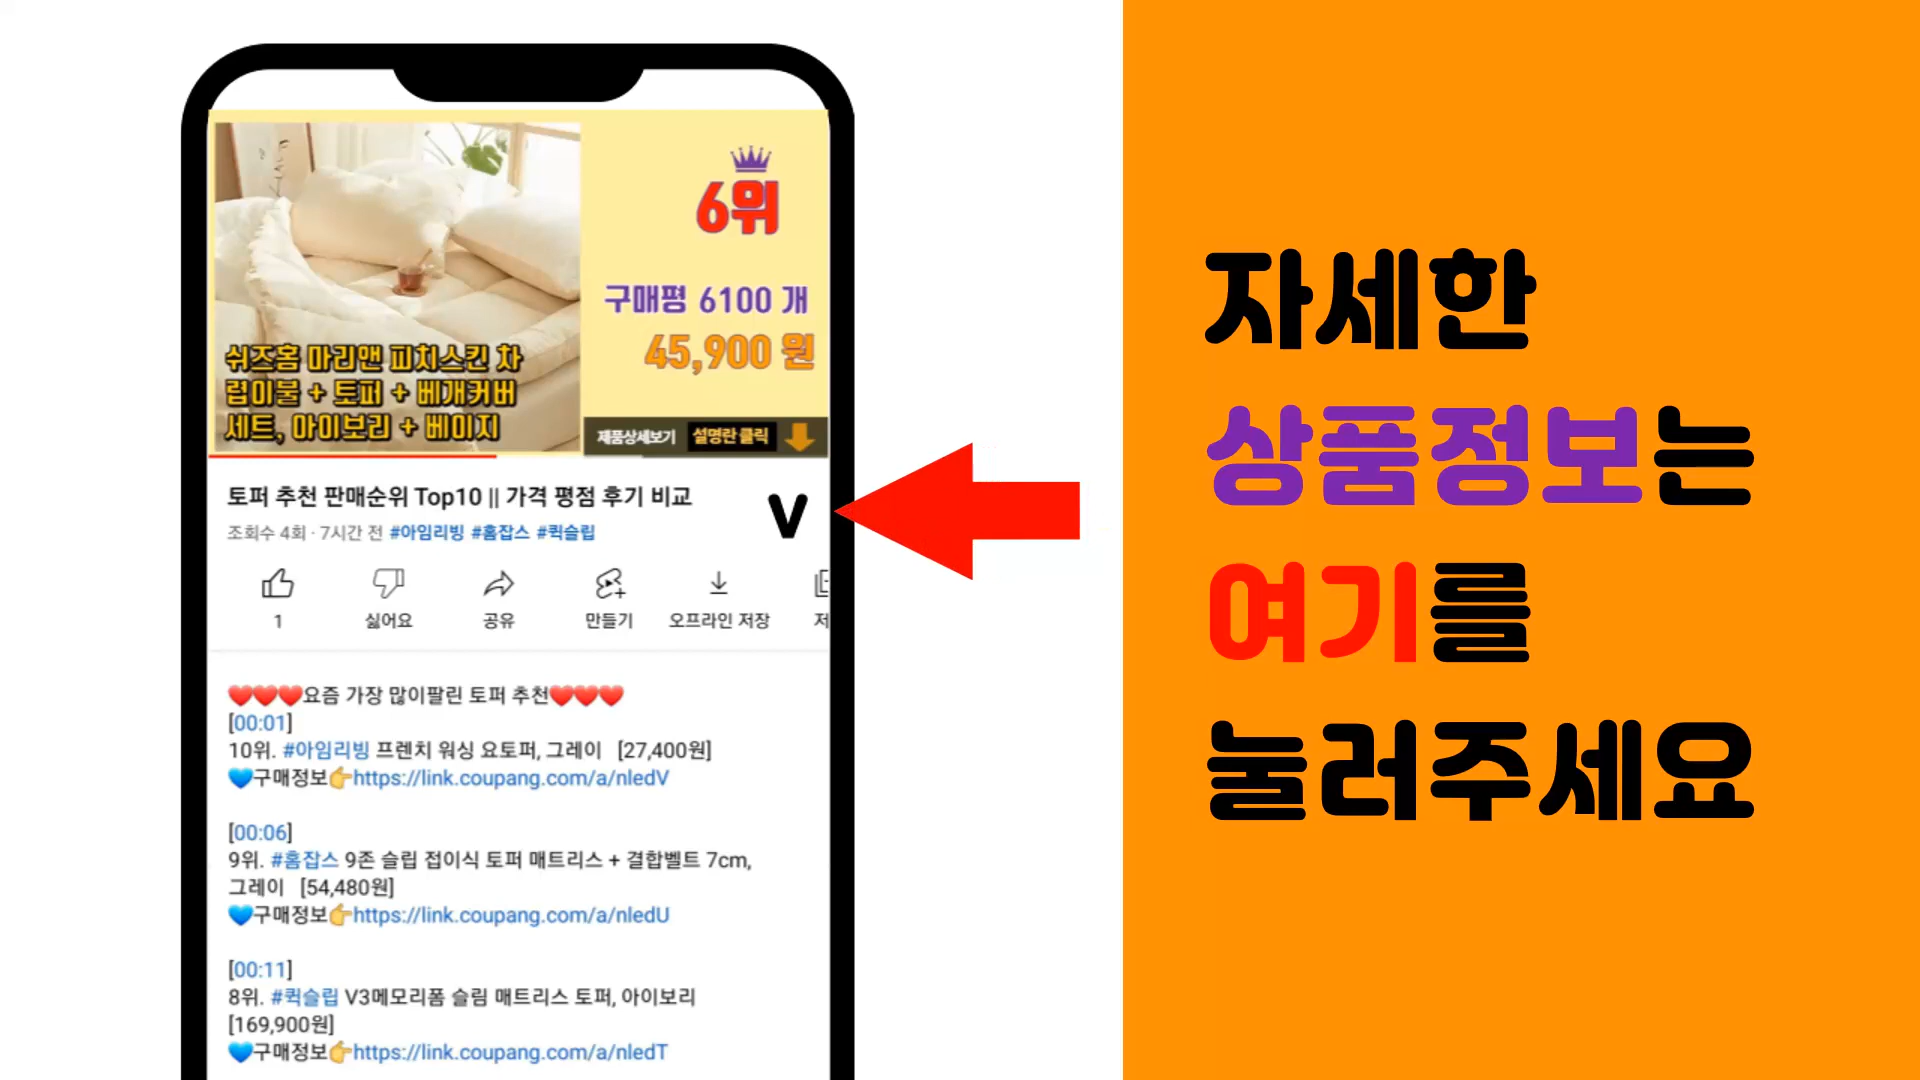 6위
구매평 6100 개
45,900 원
쉬즈홈 마리앤 피치스킨 차
렵이불 + 토퍼 + 베개커버
세트, 아이보리 + 베이지
제품상세보기 설명란 클릭
토퍼 추천 판매순위 Top10 || 가격 평점 후기 비교
V
조회수 4회 · 7시간 전 #아임리빙 #홈잡스 #퀵슬립
1 싫어요 공유 만들기 오프라인 저장 저
❤️❤️❤️요즘 가장 많이팔린 토퍼 추천❤️❤️❤️
[00:01]
10위. #아임리빙 프렌치 워싱 요토퍼, 그레이 [27,400원]
💙구매정보👉https://link.coupang.com/a/nledV
[00:06]
9위. #홈잡스 9존 슬립 접이식 토퍼 매트리스 + 결합벨트 7cm,
그레이 [54,480원]
💙구매정보👉https://link.coupang.com/a/nledU
[00:11]
8위. #퀵슬립 V3메모리폼 슬림 매트리스 토퍼, 아이보리
[169,900원]
💙구매정보👉https://link.coupang.com/a/nledT
자세한
상품정보는
여기를
눌러주세요